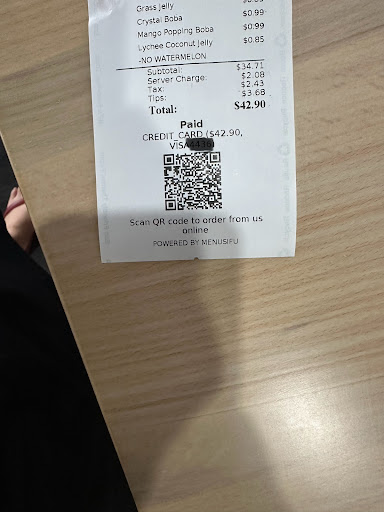 Grass Jelly
Crystal Boba $0.99
Mango Popping Boba $0.99
Lychee Coconut Jelly $0.85
-NO WATERMELON
Subtotal: $34.71
Server Charge: $2.08
Tax: $2.43
Tips: $3.68
Total: $42.90
Paid
CREDIT_CARD ($42.90,
VISA
Scan QR code to order from us
online
POWERED BY MENUSIFU